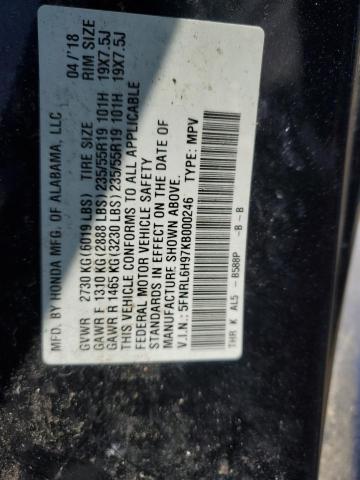 MFD. BY HONDA MFG. OF ALABAMA, LLC 04/'18
GVWR 2730 KG(6019 LBS) TIRE SIZE RIM SIZE
GAWR F 1310 KG(2888 LBS) 235/55R19 101H 19X7.5J
GAWR R 1465 KG(3230 LBS) 235/55R19 101H 19X7.5J
THIS VEHICLE CONFORMS TO ALL APPLICABLE
FEDERAL MOTOR VEHICLE SAFETY
STANDARDS IN EFFECT ON THE DATE OF
MANUFACTURE SHOWN ABOVE.
V.I.N.: 5FNRL6H97KB000246 TYPE: MPV
THR K AL5 - B588P -B - B